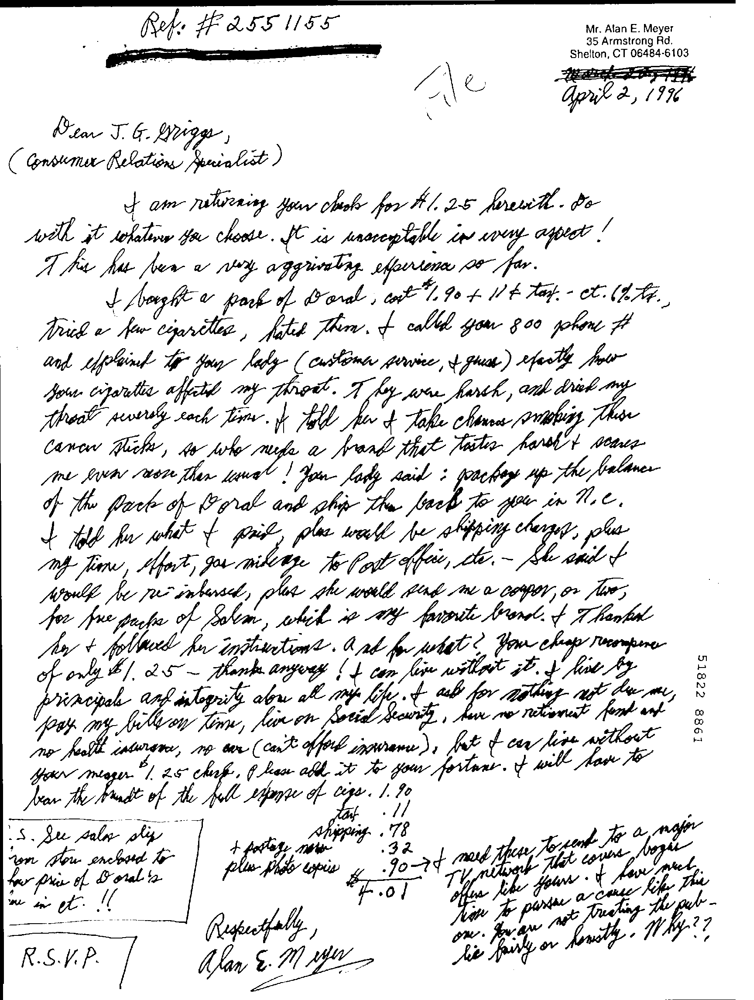 Ref: # 2551155
Mr. Alan E. Meyer
35 Armstrong Rd.
Shelton, CT 06484-6103
April 2, 1996
File
Dear J. G. Griggs,
(Consumer Relations Specialist)
I am returning your check for $1.25 herewith. Do
with it whatever you choose. It is unacceptable in every aspect!
This has been a very aggrivating experience so far.
I bought a pack of Doral, cost $1.90 + 11¢ tax. - ct. 6% tx.,
tried a few cigarettes, hated them. I called your 800 phone #
and explained to your lady (customer service, I guess) exactly how
your cigarettes affected my throat. They were harsh, and dried my
throat severely each time. I told her I take chances smoking these
cancer sticks, so who needs a brand that tastes harsh + scares
me even more than usual! Your lady said: package up the balance
of the pack of Doral and ship them back to you in N.C.
I told her what I paid, plus would be shipping charges, plus
my time, effort, gas mileage to Post office, etc. - She said I
would be re-inbursed, plus she would send me a coupon, or two,
for free packs of Salem, which is my favorite brand. I Thanked
her + followed her instructions. And for what? Your cheap recompence
of only $1.25 - thanks anyway! I can live without it. I live by
principals and integrity above all my life. I ask for nothing not due me,
pay my bills on time, live on Social Security, have no retirement fund and
no health insurance, no car (can't afford insurance), but I can live without
your meager $1.25 check. Please add it to your fortune. I will have to
bear the brundt of the full expense of cigs. 1.90
tax .11
shipping .78
+ postage now .32
plus photo copies .90 → I need these to send to a major
$4.01
TV network that covers bogus
offers like yours. I have much
time to pursue a cause like this
one. You are not treating the pub-
lic fairly or honestly. Why??
.S. See sales slip
rom store enclosed to
for price of Doral's
me in ct. !!
Respectfully,
Alan E. Meyer
R.S.V.P.
51822 8861